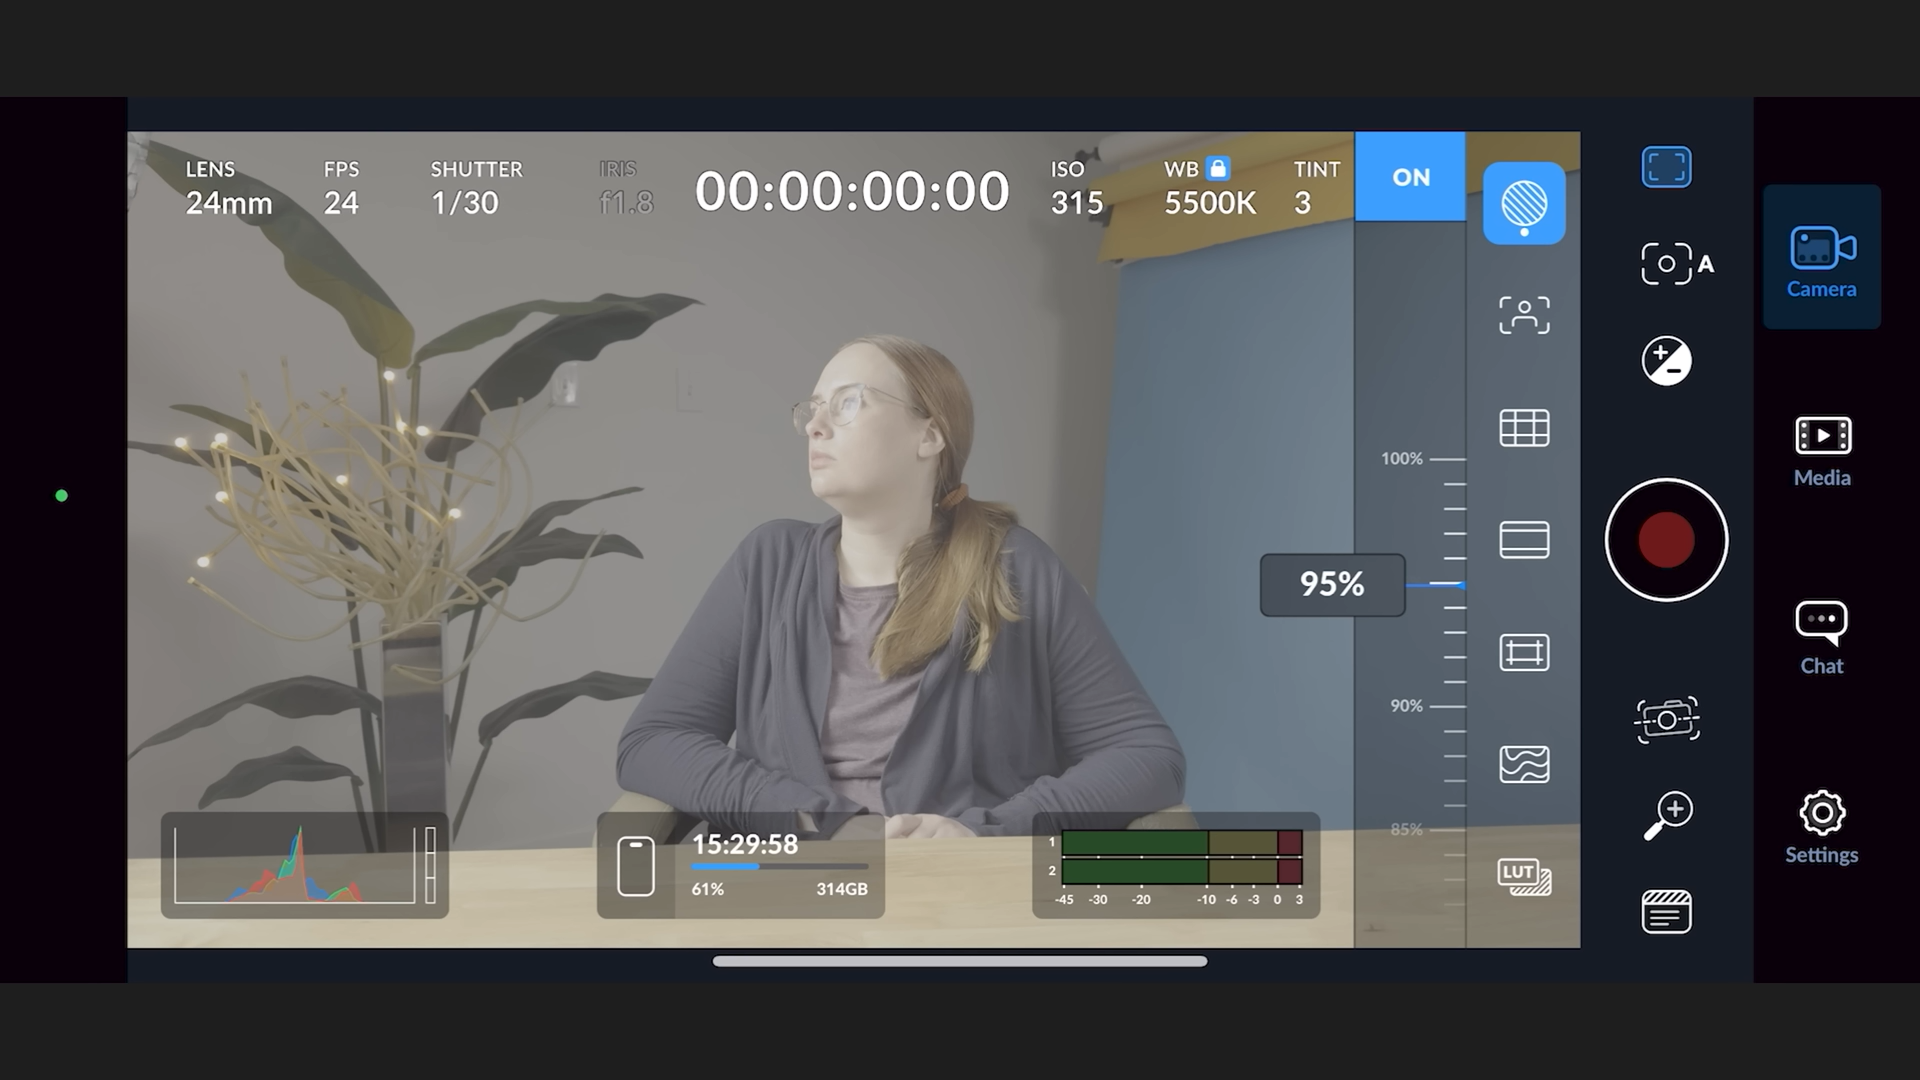 LENS
24mm
FPS
24
SHUTTER
1/30
IRIS
f1.8
00:00:00:00
ISO
315
WB
5500K
TINT
3
ON
A
Camera
100%
Media
95%
Chat
90%
85%
15:29:58
61% 314GB
1
2
-45 -30 -20 -10 -6 -3 0 3
LUT
Settings